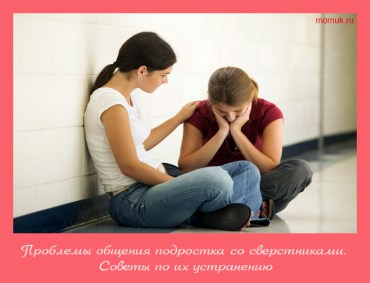 momuk.ru
Проблемы общения подростка со сверстниками.
Советы по их устранению